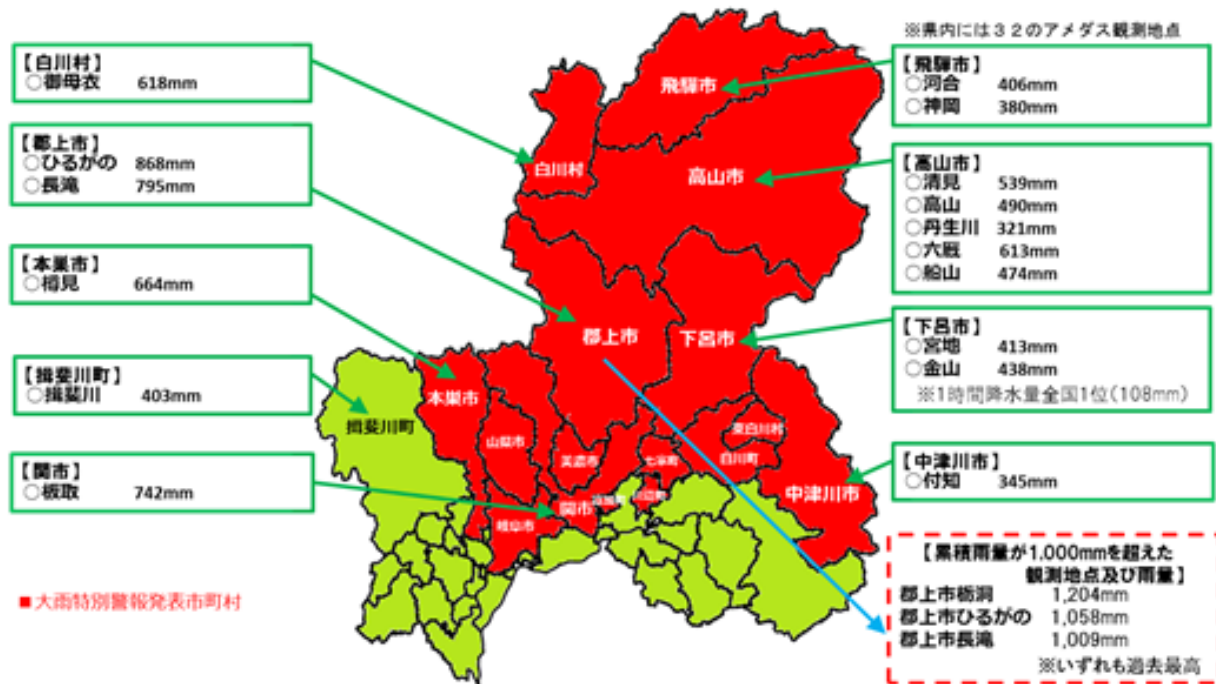 ※県内には32のアメダス観測地点
【白川村】
○御母衣 618mm
【郡上市】
○ひるがの 868mm
○長滝 795mm
【本巣市】
○樽見 664mm
【揖斐川町】
○揖斐川 403mm
【関市】
○板取 742mm
■大雨特別警報発表市町村
飛騨市
白川村
高山市
郡上市
下呂市
本巣市
揖斐川町
山県市
美濃市
七宗町
東白川村
白川町
中津川市
関市
岐阜市
川辺町
【飛騨市】
○河合 406mm
○神岡 380mm
【高山市】
○清見 539mm
○高山 490mm
○丹生川 321mm
○六厩 613mm
○船山 474mm
【下呂市】
○宮地 413mm
○金山 438mm
※1時間降水量全国1位(108mm)
【中津川市】
○付知 345mm
【累積雨量が1,000mmを超えた
観測地点及び雨量】
郡上市栃洞 1,204mm
郡上市ひるがの 1,058mm
郡上市長滝 1,009mm
※いずれも過去最高